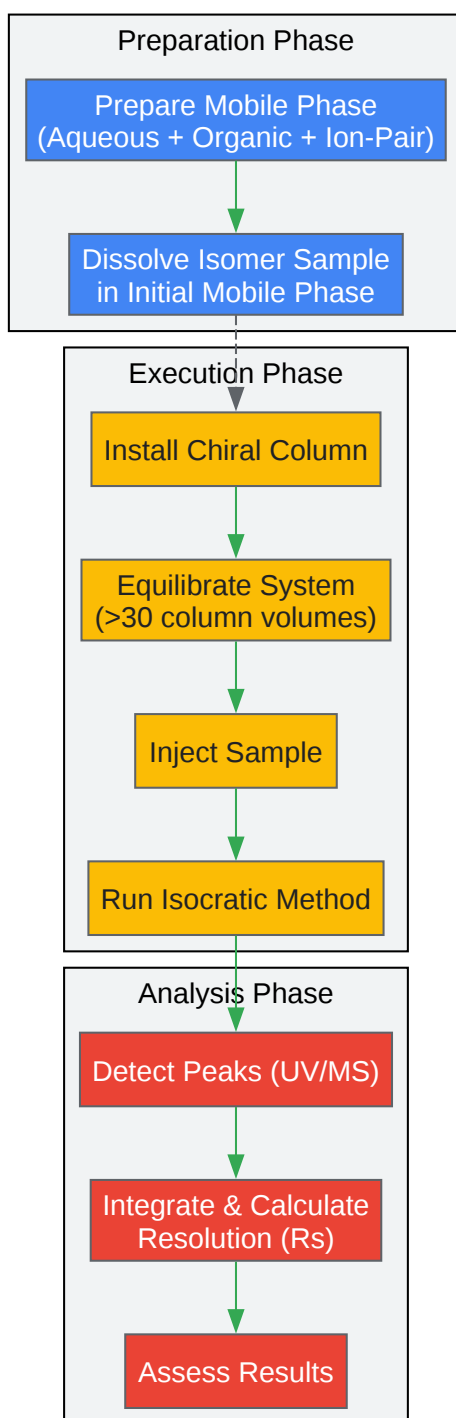 Preparation Phase
Prepare Mobile Phase
(Aqueous + Organic + Ion-Pair)
Dissolve Isomer Sample
in Initial Mobile Phase
Execution Phase
Install Chiral Column
Equilibrate System
(>30 column volumes)
Inject Sample
Run Isocratic Method
Analysis Phase
Detect Peaks (UV/MS)
Integrate & Calculate
Resolution (Rs)
Assess Results